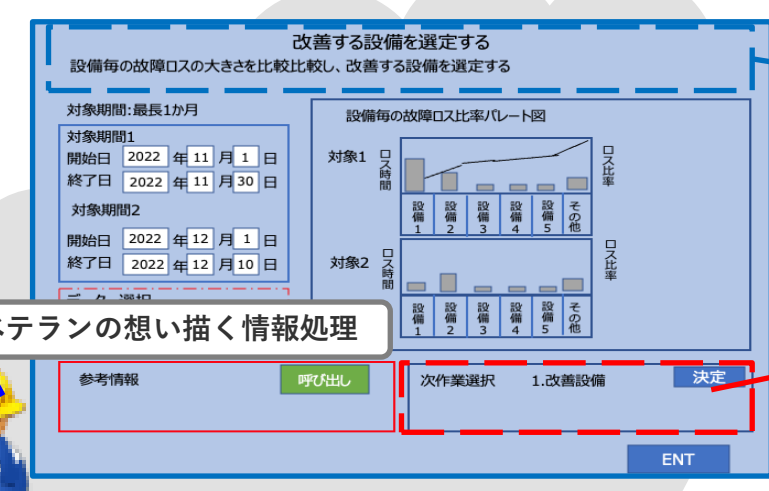 改善する設備を選定する
設備毎の故障ロスの大きさを比較比較し、改善する設備を選定する
対象期間:最長1か月
対象期間1
開始日 2022 年 11 月 1 日
終了日 2022 年 11 月 30 日
対象期間2
開始日 2022 年 12 月 1 日
終了日 2022 年 12 月 10 日
設備毎の故障ロス比率パレート図
対象1
ロス時間
ロス比率
設備1 設備2 設備3 設備4 設備5 その他
対象2
ロス時間
ロス比率
設備1 設備2 設備3 設備4 設備5 その他
テランの想い描く情報処理
参考情報 呼び出し
次作業選択 1.改善設備 決定
ENT